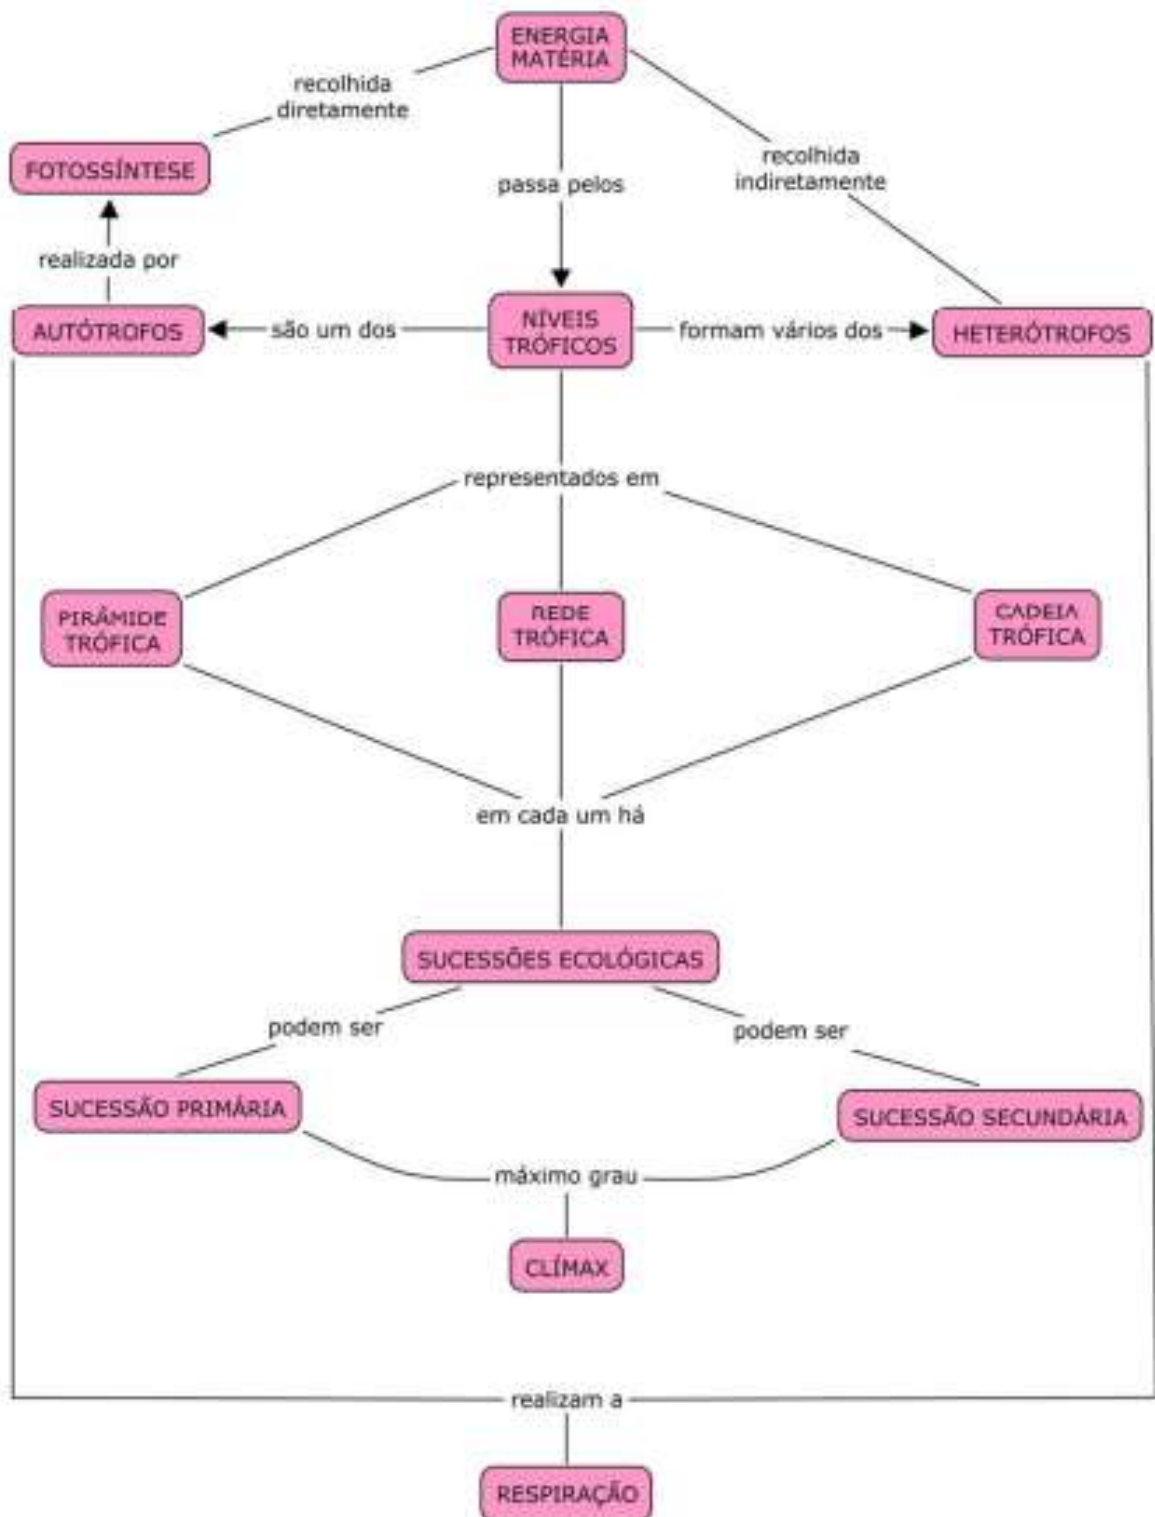 ENERGIA
MATÉRIA
recolhida
diretamente
recolhida
indiretamente
FOTOSSÍNTESE
passa pelos
realizada por
AUTÓTROFOS
são um dos
NÍVEIS
TRÓFICOS
formam vários dos
HETERÓTROFOS
representados em
PIRÂMIDE
TRÓFICA
REDE
TRÓFICA
CADEIA
TRÓFICA
em cada um há
SUCESSÕES ECOLÓGICAS
podem ser
podem ser
SUCESSÃO PRIMÁRIA
SUCESSÃO SECUNDÁRIA
máximo grau
CLÍMAX
realizam a
RESPIRAÇÃO